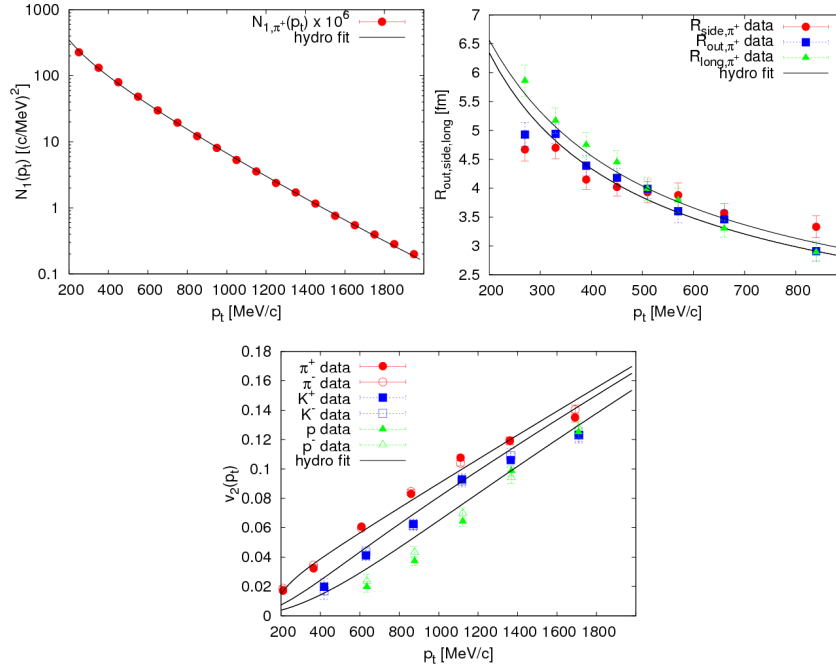 N1,π+(pt) x 10^6
hydro fit
1000
100
10
1
0.1
N1(pt) [(c/MeV)^2]
200 400 600 800 1000 1200 1400 1600 1800
pt [MeV/c]
Rside,π+ data
Rout,π+ data
Rlong,π+ data
hydro fit
7
6.5
6
5.5
5
4.5
4
3.5
3
2.5
Rout,side,long [fm]
200 300 400 500 600 700 800
pt [MeV/c]
π+ data
π- data
K+ data
K- data
p data
p- data
hydro fit
0.18
0.16
0.14
0.12
0.1
0.08
0.06
0.04
0.02
0
v2(pt)
200 400 600 800 1000 1200 1400 1600 1800
pt [MeV/c]